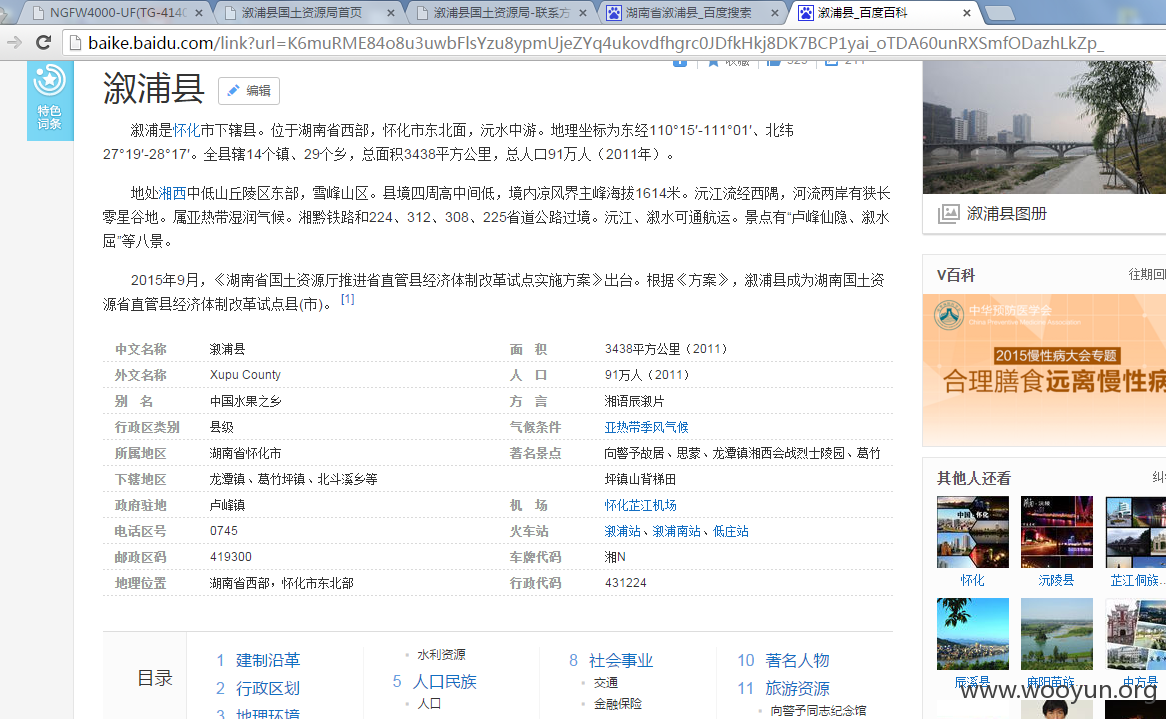 NGFW4000-UF(TG-4140
溆浦县国土资源局首页
溆浦县国土资源局-联系方
湖南省溆浦县_百度搜索
溆浦县_百度百科
baike.baidu.com/link?url=K6muRME84o8u3uwbFlsYzu8ypmUjeZYq4ukovdfhgrc0JDfkHkj8DK7BCP1yai_oTDA60unRXSmfODazhLkZp_
特色
词条
溆浦县
编辑
溆浦是怀化市下辖县。位于湖南省西部，怀化市东北面，沅水中游。地理坐标为东经110°15′-111°01′、北纬
27°19′-28°17′。全县辖14个镇、29个乡，总面积3438平方公里，总人口91万人（2011年）。
地处湘西中低山丘陵区东部，雪峰山区。县境四周高中间低，境内凉风界主峰海拔1614米。沅江流经西隅，河流两岸有狭长
零星谷地。属亚热带湿润气候。湘黔铁路和224、312、308、225省道公路过境。沅江、溆水可通航运。景点有“卢峰仙隐、溆水
屈”等八景。
2015年9月，《湖南省国土资源厅推进省直管县经济体制改革试点实施方案》出台。根据《方案》，溆浦县成为湖南国土资
源省直管县经济体制改革试点县(市)。 [1]
中文名称 溆浦县 面 积 3438平方公里（2011）
外文名称 Xupu County 人 口 91万人（2011）
别 名 中国水果之乡 方 言 湘语辰溆片
行政区类别 县级 气候条件 亚热带季风气候
所属地区 湖南省怀化市 著名景点 向警予故居、思蒙、龙潭镇湘西会战烈士陵园、葛竹
下辖地区 龙潭镇、葛竹坪镇、北斗溪乡等 坪镇山背梯田
政府驻地 卢峰镇 机 场 怀化芷江机场
电话区号 0745 火车站 溆浦站、溆浦南站、低庄站
邮政区码 419300 车牌代码 湘N
地理位置 湖南省西部，怀化市东北部 行政代码 431224
目录
1 建制沿革
2 行政区划
3 地理环境
水利资源
5 人口民族
人口
8 社会事业
交通
金融保险
10 著名人物
11 旅游资源
向警予同志纪念馆
溆浦县图册
V百科
往期回
中华预防医学会
China Preventive Medicine Association
2015慢性病大会专题
合理膳食远离慢性病
其他人还看
纠
中国怀化
怀化
沅陵县
芷江侗族...
辰溪县
麻阳苗族
中方县
www.wooyun.org